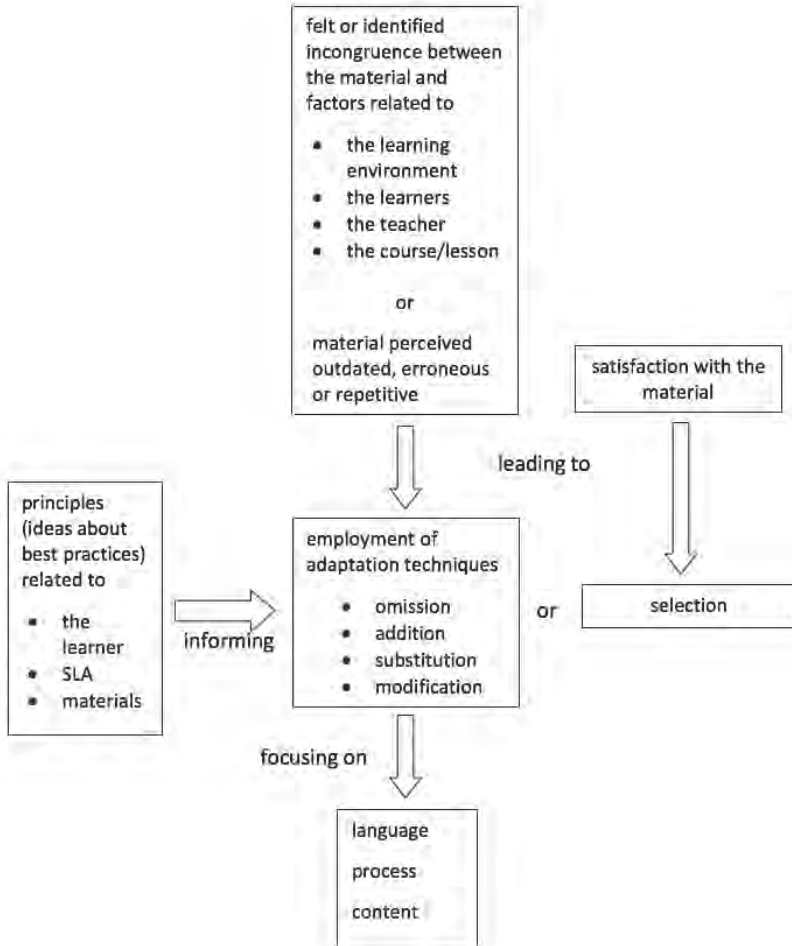 felt or identified
incongruence between
the material and
factors related to
• the learning
environment
• the learners
• the teacher
• the course/lesson
or
material perceived
outdated, erroneous
or repetitive
satisfaction with the
material
leading to
principles
(ideas about
best practices)
related to
• the
learner
• SLA
• materials
informing
employment of
adaptation techniques
• omission
• addition
• substitution
• modification
or
selection
focusing on
language
process
content